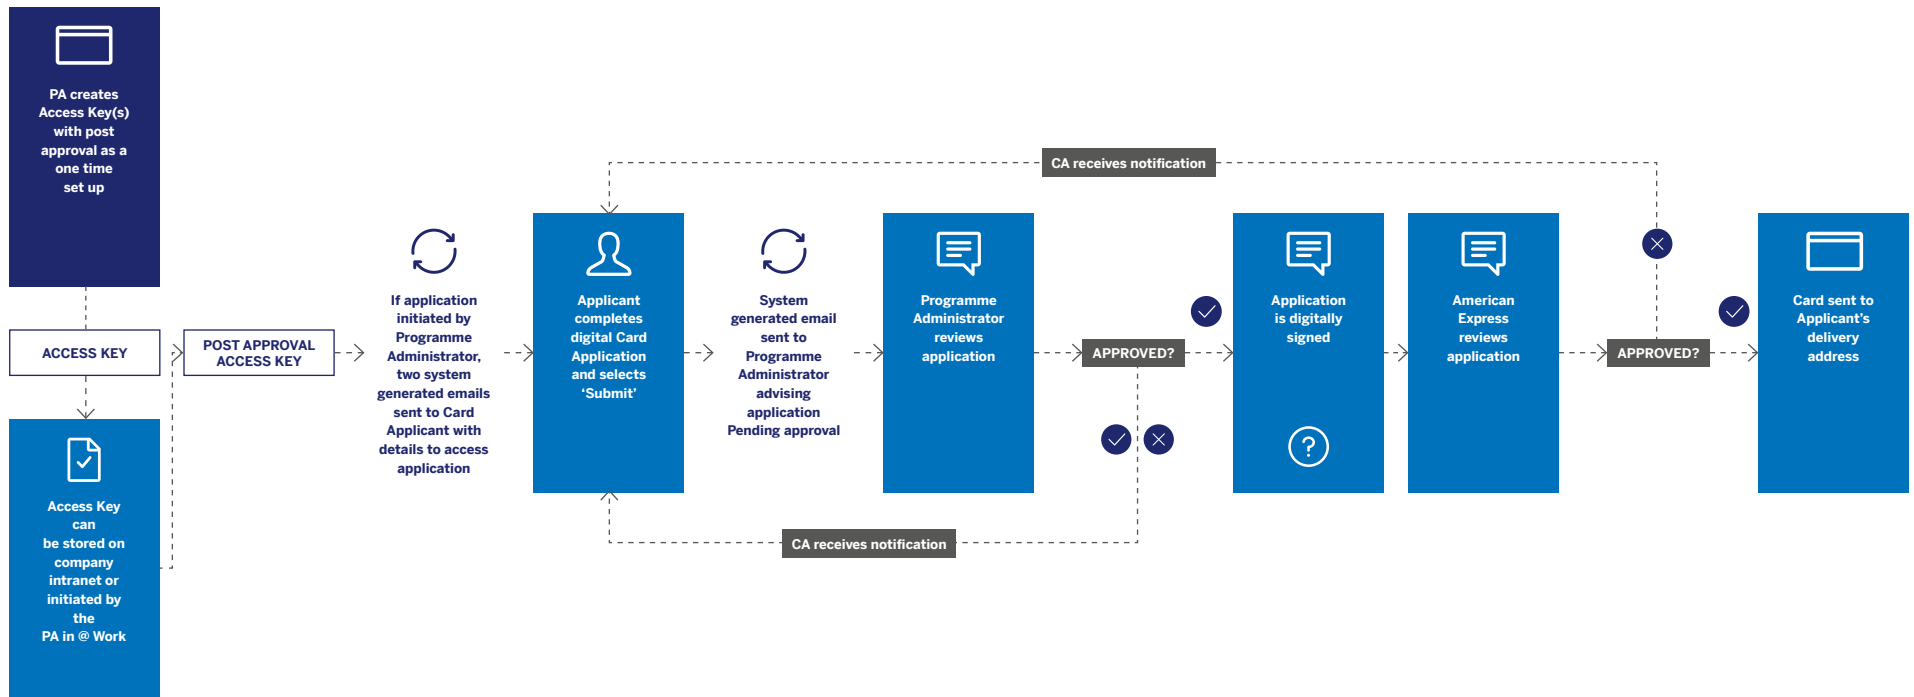 PA creates
Access Key(s)
with post
approval as a
one time
set up
ACCESS KEY
Access Key
can
be stored on
company
intranet or
initiated by
the
PA in @ Work
POST APPROVAL
ACCESS KEY
If application
initiated by
Programme
Administrator,
two system
generated emails
sent to Card
Applicant with
details to access
application
Applicant
completes
digital Card
Application
and selects
‘Submit’
System
generated email
sent to
Programme
Administrator
advising
application
Pending approval
Programme
Administrator
reviews
application
APPROVED?
CA receives notification
CA receives notification
Application
is digitally
signed
?
American
Express
reviews
application
APPROVED?
Card sent to
Applicant’s
delivery
address